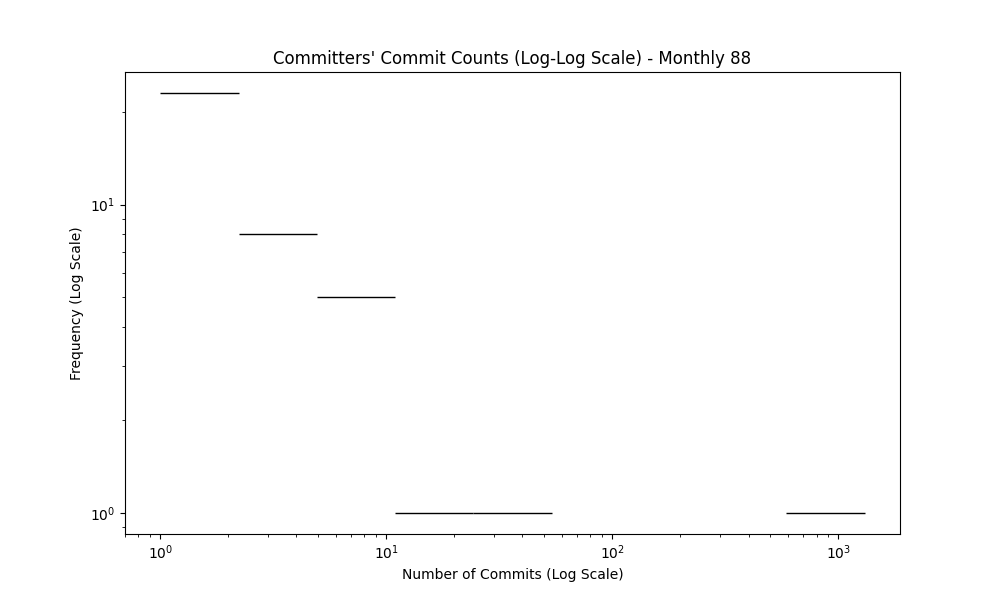 Committers' Commit Counts (Log-Log Scale) - Monthly 88
Frequency (Log Scale)
10¹
10⁰
10⁰ 10¹ 10² 10³
Number of Commits (Log Scale)